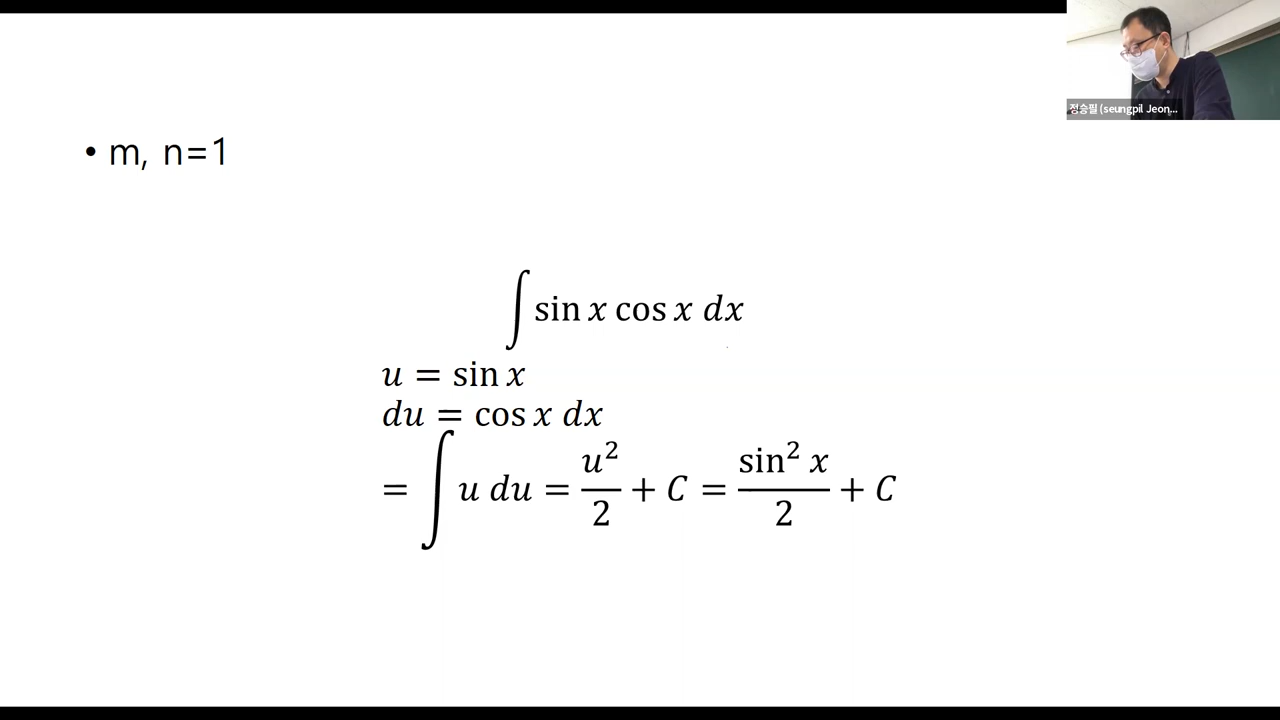 정승필 (seungpil Jeon...
• m, n=1
∫ sin x cos x dx
u = sin x
du = cos x dx
= ∫ u du = u²/2 + C = sin² x/2 + C